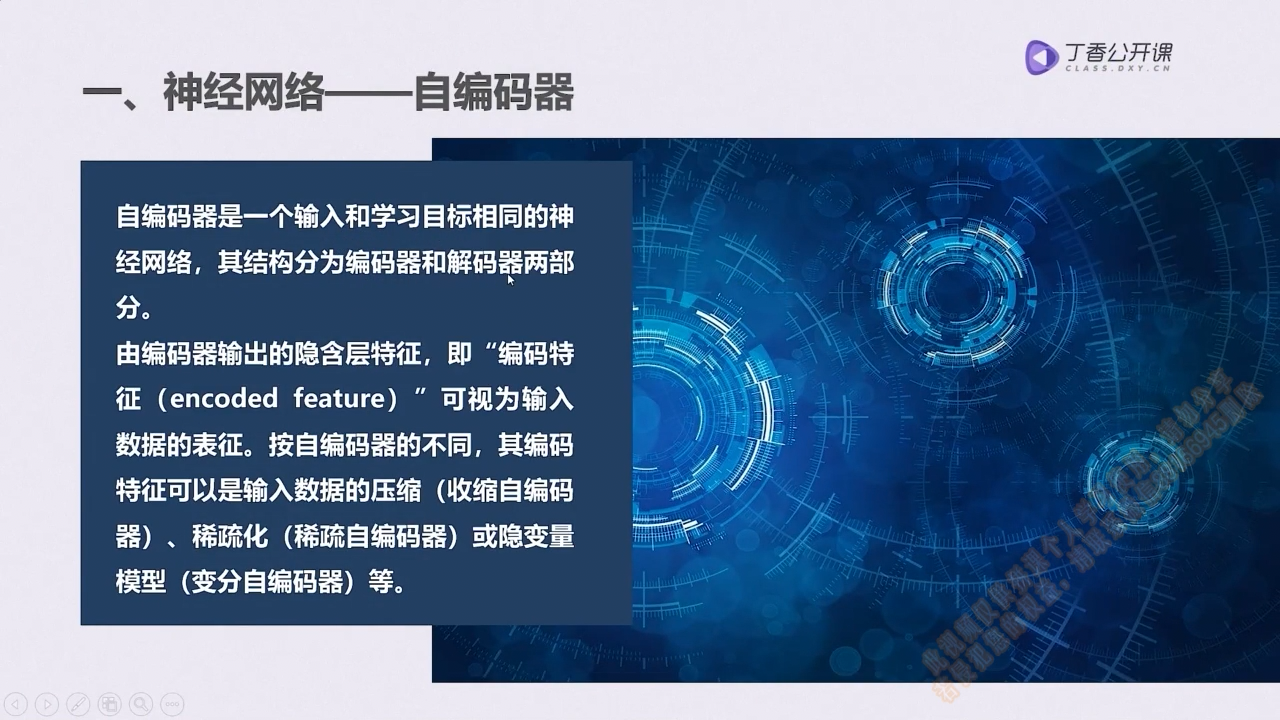 丁香公开课
CLASS.DXY.CN
一、神经网络——自编码器
自编码器是一个输入和学习目标相同的神
经网络，其结构分为编码器和解码器两部
分。
由编码器输出的隐含层特征，即“编码特
征（encoded feature）”可视为输入
数据的表征。按自编码器的不同，其编码
特征可以是输入数据的压缩（收缩自编码
器）、稀疏化（稀疏自编码器）或隐变量
模型（变分自编码器）等。